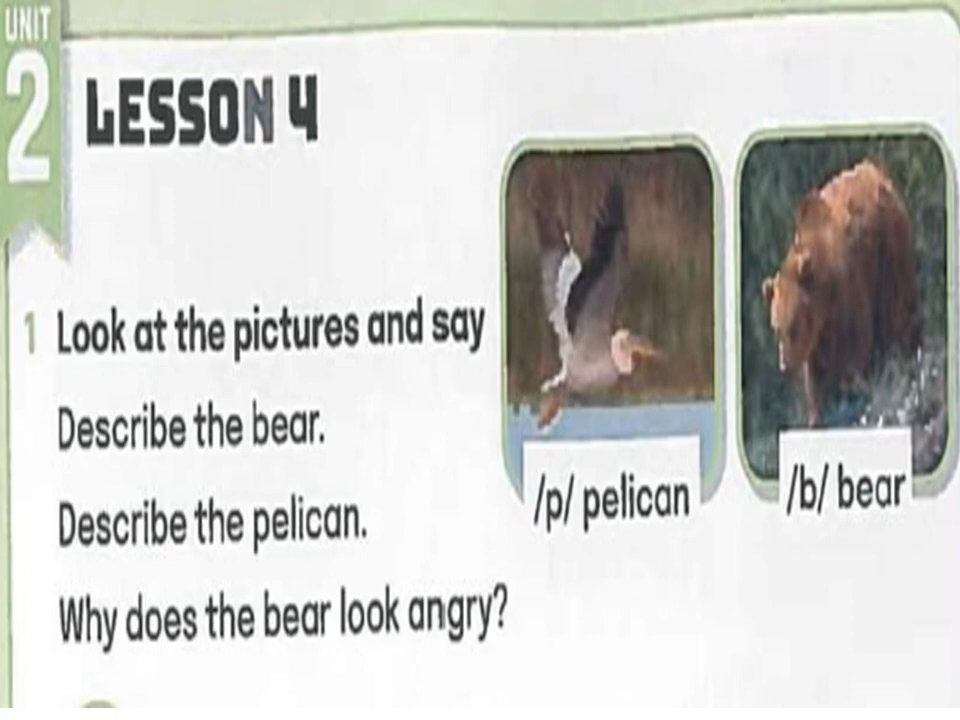 UNIT
2
LESSON 4
1 Look at the pictures and say
Describe the bear.
Describe the pelican.
Why does the bear look angry?
/p/ pelican
/b/ bear